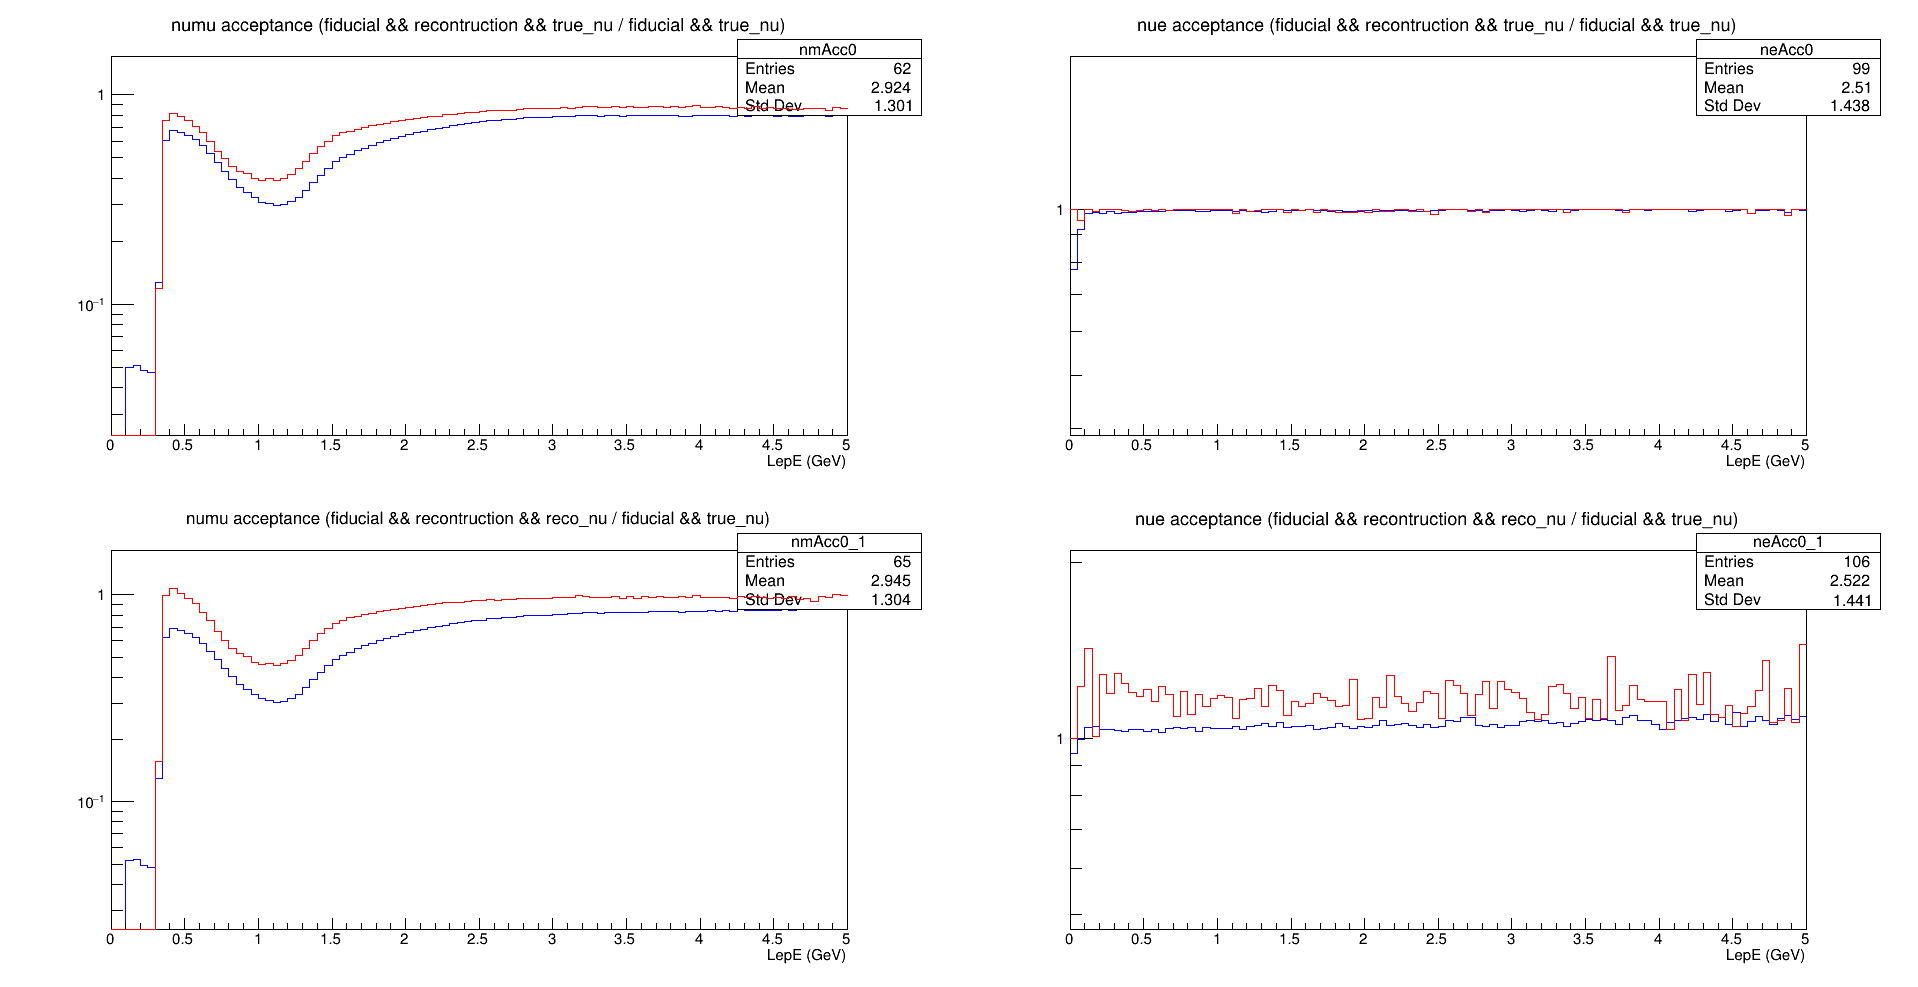 numu acceptance (fiducial && recontruction && true_nu / fiducial && true_nu)
nmAcc0
Entries 62
Mean 2.924
Std Dev 1.301
1
10⁻¹
0 0.5 1 1.5 2 2.5 3 3.5 4 4.5 5
LepE (GeV)
nue acceptance (fiducial && recontruction && true_nu / fiducial && true_nu)
neAcc0
Entries 99
Mean 2.51
Std Dev 1.438
1
0 0.5 1 1.5 2 2.5 3 3.5 4 4.5 5
LepE (GeV)
numu acceptance (fiducial && recontruction && reco_nu / fiducial && true_nu)
nmAcc0_1
Entries 65
Mean 2.945
Std Dev 1.304
1
10⁻¹
0 0.5 1 1.5 2 2.5 3 3.5 4 4.5 5
LepE (GeV)
nue acceptance (fiducial && recontruction && reco_nu / fiducial && true_nu)
neAcc0_1
Entries 106
Mean 2.522
Std Dev 1.441
1
0 0.5 1 1.5 2 2.5 3 3.5 4 4.5 5
LepE (GeV)